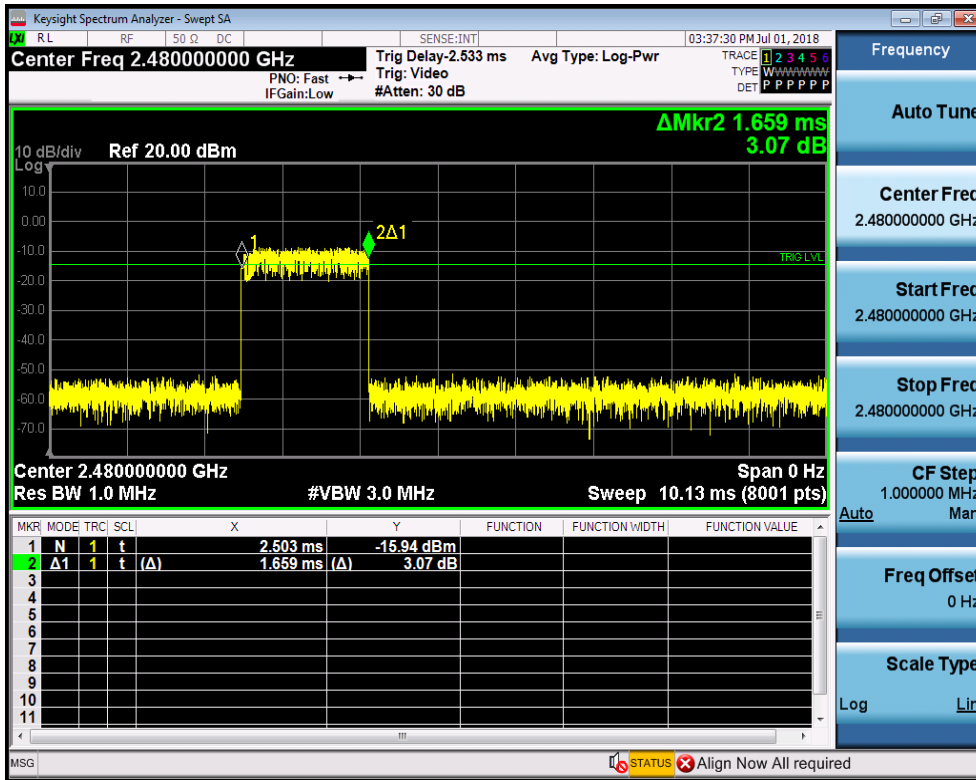 Keysight Spectrum Analyzer - Swept SA
LXI RL RF 50 Ω DC SENSE:INT 03:37:30 PM Jul 01, 2018
Center Freq 2.480000000 GHz
Trig Delay-2.533 ms Avg Type: Log-Pwr TRACE 1 2 3 4 5 6
PNO: Fast Trig: Video TYPE WWWWWW
IFGain:Low #Atten: 30 dB DET P P P P P P
ΔMkr2 1.659 ms
3.07 dB
10 dB/div Ref 20.00 dBm
Log
10.0
0.00
-10.0
-20.0
-30.0
-40.0
-50.0
-60.0
-70.0
1
2Δ1
TRIG LVL
Center 2.480000000 GHz Span 0 Hz
Res BW 1.0 MHz #VBW 3.0 MHz Sweep 10.13 ms (8001 pts)
MKR MODE TRC SCL X Y FUNCTION FUNCTION WIDTH FUNCTION VALUE
1 N 1 t 2.503 ms -15.94 dBm
2 Δ1 1 t (Δ) 1.659 ms (Δ) 3.07 dB
3
4
5
6
7
8
9
10
11
MSG STATUS Align Now All required
Frequency
Auto Tune
Center Freq
2.480000000 GHz
Start Freq
2.480000000 GHz
Stop Freq
2.480000000 GHz
CF Step
1.000000 MHz
Auto Man
Freq Offset
0 Hz
Scale Type
Log Lin